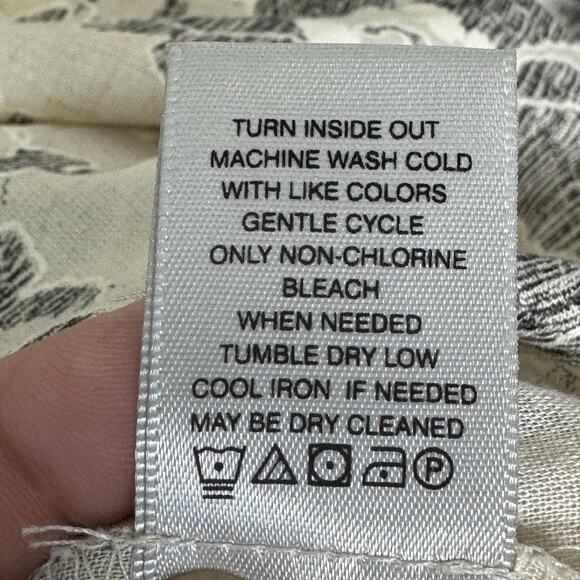 TURN INSIDE OUT
MACHINE WASH COLD
WITH LIKE COLORS
GENTLE CYCLE
ONLY NON-CHLORINE
BLEACH
WHEN NEEDED
TUMBLE DRY LOW
COOL IRON IF NEEDED
MAY BE DRY CLEANED
P